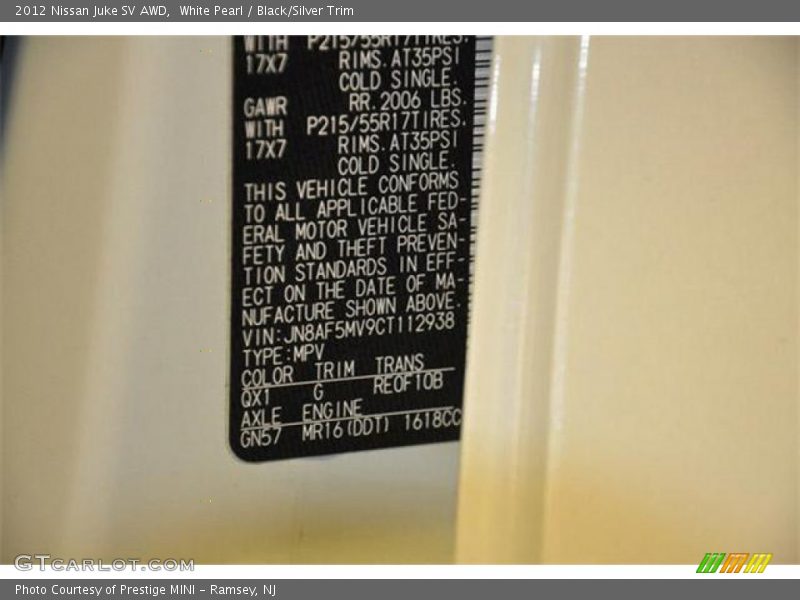 2012 Nissan Juke SV AWD,  White Pearl / Black/Silver Trim
WITH P215/55R17TIRES.
17X7 RIMS. AT35PSI
COLD SINGLE.
GAWR RR. 2006 LBS.
WITH P215/55R17TIRES.
17X7 RIMS. AT35PSI
COLD SINGLE.
THIS VEHICLE CONFORMS
TO ALL APPLICABLE FED-
ERAL MOTOR VEHICLE SA-
FETY AND THEFT PREVEN-
TION STANDARDS IN EFF-
ECT ON THE DATE OF MA-
NUFACTURE SHOWN ABOVE.
VIN:JN8AF5MV9CT112938
TYPE:MPV
COLOR TRIM TRANS
QX1 G RE0F10B
AXLE ENGINE
GN57 MR16(DDT) 1618CC
GTCARLOT.COM
Photo Courtesy of Prestige MINI - Ramsey, NJ